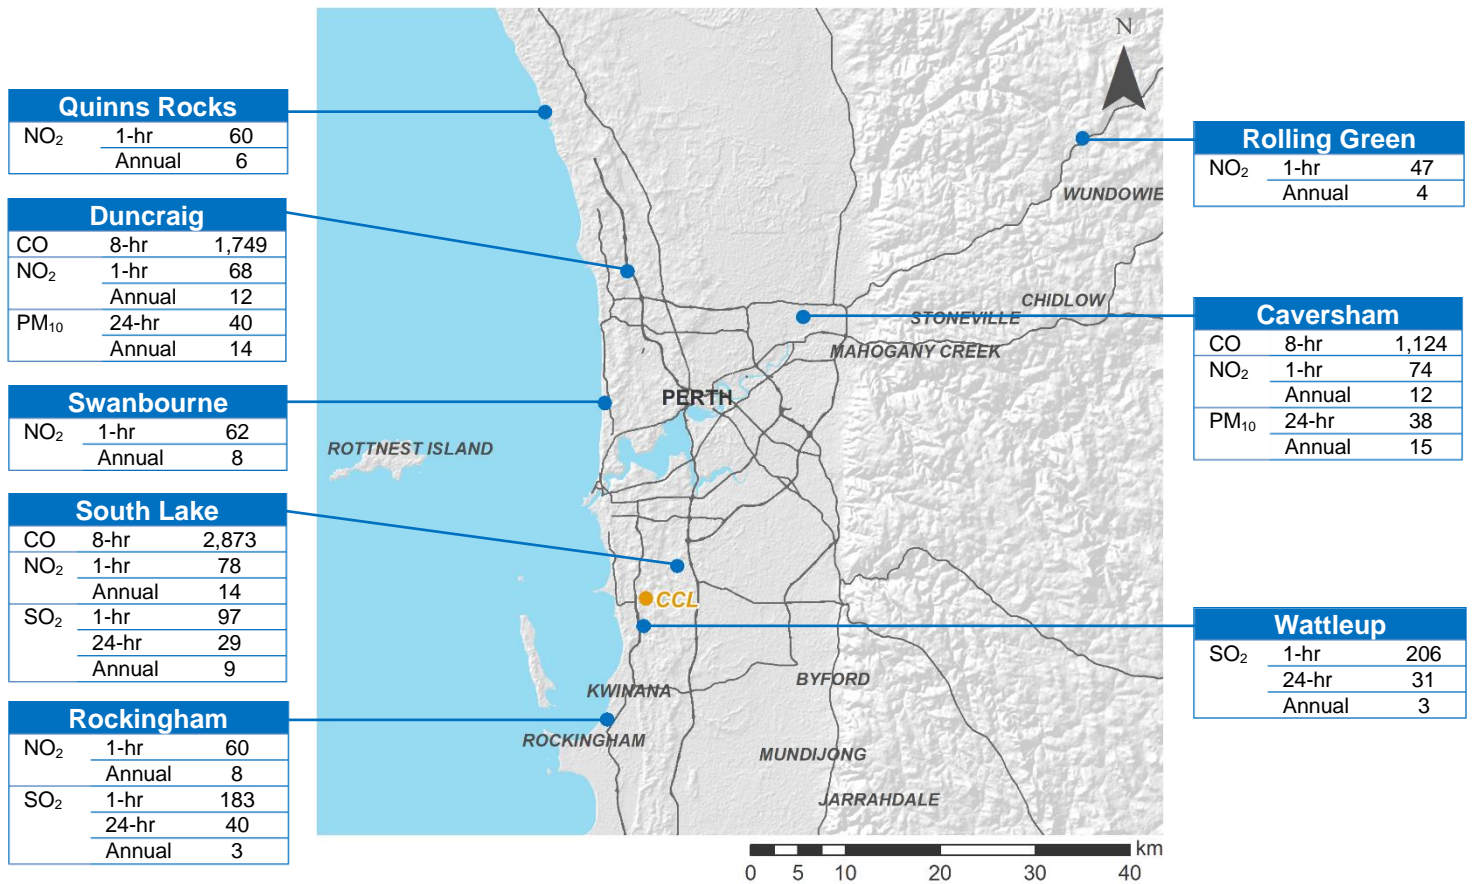 Quinns Rocks
NO₂ 1-hr 60
Annual 6
Duncraig
CO 8-hr 1,749
NO₂ 1-hr 68
Annual 12
PM₁₀ 24-hr 40
Annual 14
Swanbourne
NO₂ 1-hr 62
Annual 8
South Lake
CO 8-hr 2,873
NO₂ 1-hr 78
Annual 14
SO₂ 1-hr 97
24-hr 29
Annual 9
Rockingham
NO₂ 1-hr 60
Annual 8
SO₂ 1-hr 183
24-hr 40
Annual 3
N
WUNDOWIE
CHIDLOW
STONEVILLE
MAHOGANY CREEK
PERTH
ROTTNEST ISLAND
CCL
BYFORD
KWINANA
ROCKINGHAM
MUNDIJONG
JARRAHDALE
km
0 5 10 20 30 40
Rolling Green
NO₂ 1-hr 47
Annual 4
Caversham
CO 8-hr 1,124
NO₂ 1-hr 74
Annual 12
PM₁₀ 24-hr 38
Annual 15
Wattleup
SO₂ 1-hr 206
24-hr 31
Annual 3